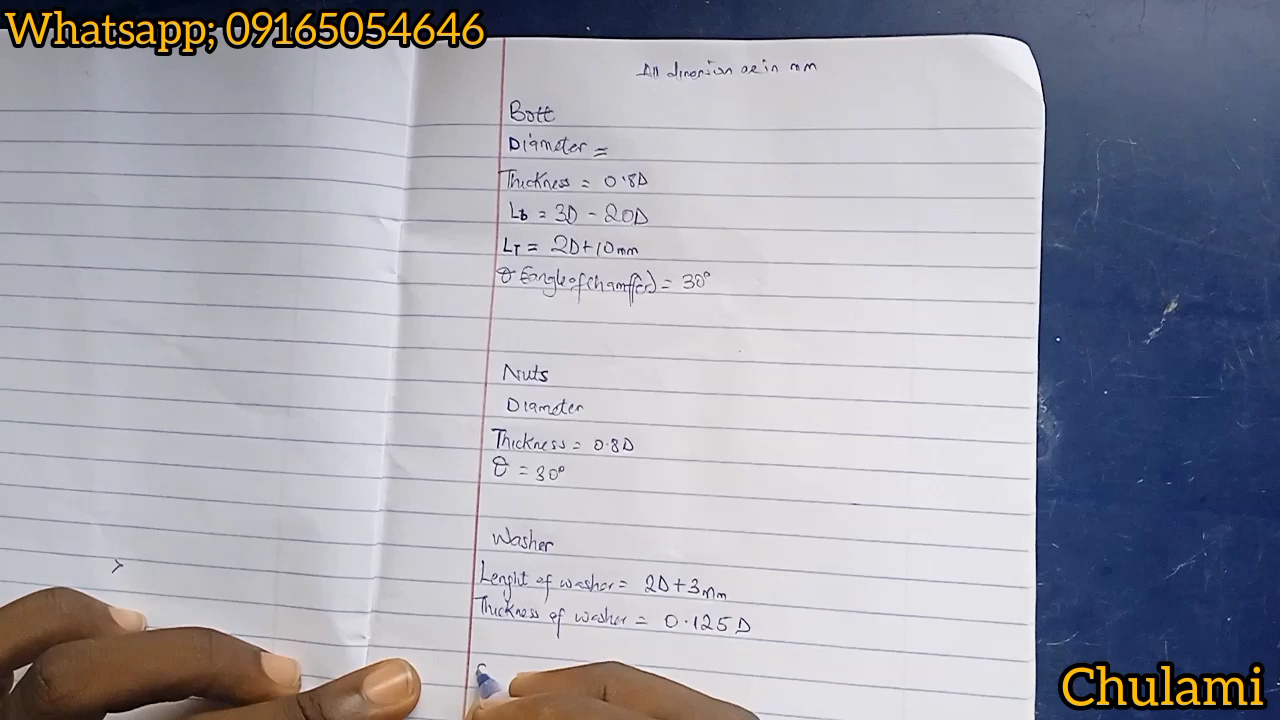 Whatsapp; 09165054646
All dimension are in mm
Bolt
Diameter =
Thickness = 0.8D
Lb = 3D - 20D
LT = 2D+10mm
θ (angle of chamffer) = 30°
Nuts
Diameter
Thickness = 0.8D
θ = 30°
Washer
Lenght of washer = 2D+3mm
Thickness of washer = 0.125D
Chulami